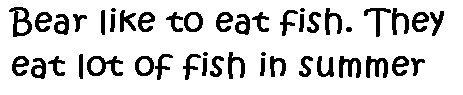 Bear like to eat fish. They
eat lot of fish in summer